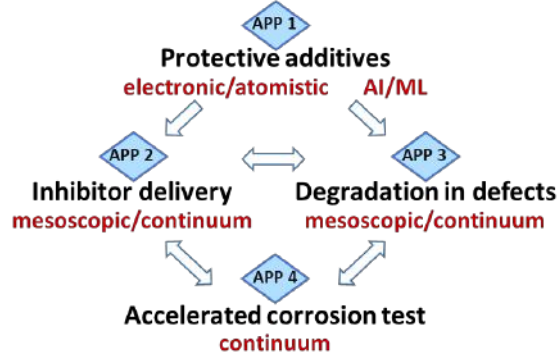 APP 1
Protective additives
electronic/atomistic AI/ML
APP 2 APP 3
Inhibitor delivery Degradation in defects
mesoscopic/continuum mesoscopic/continuum
APP 4
Accelerated corrosion test
continuum